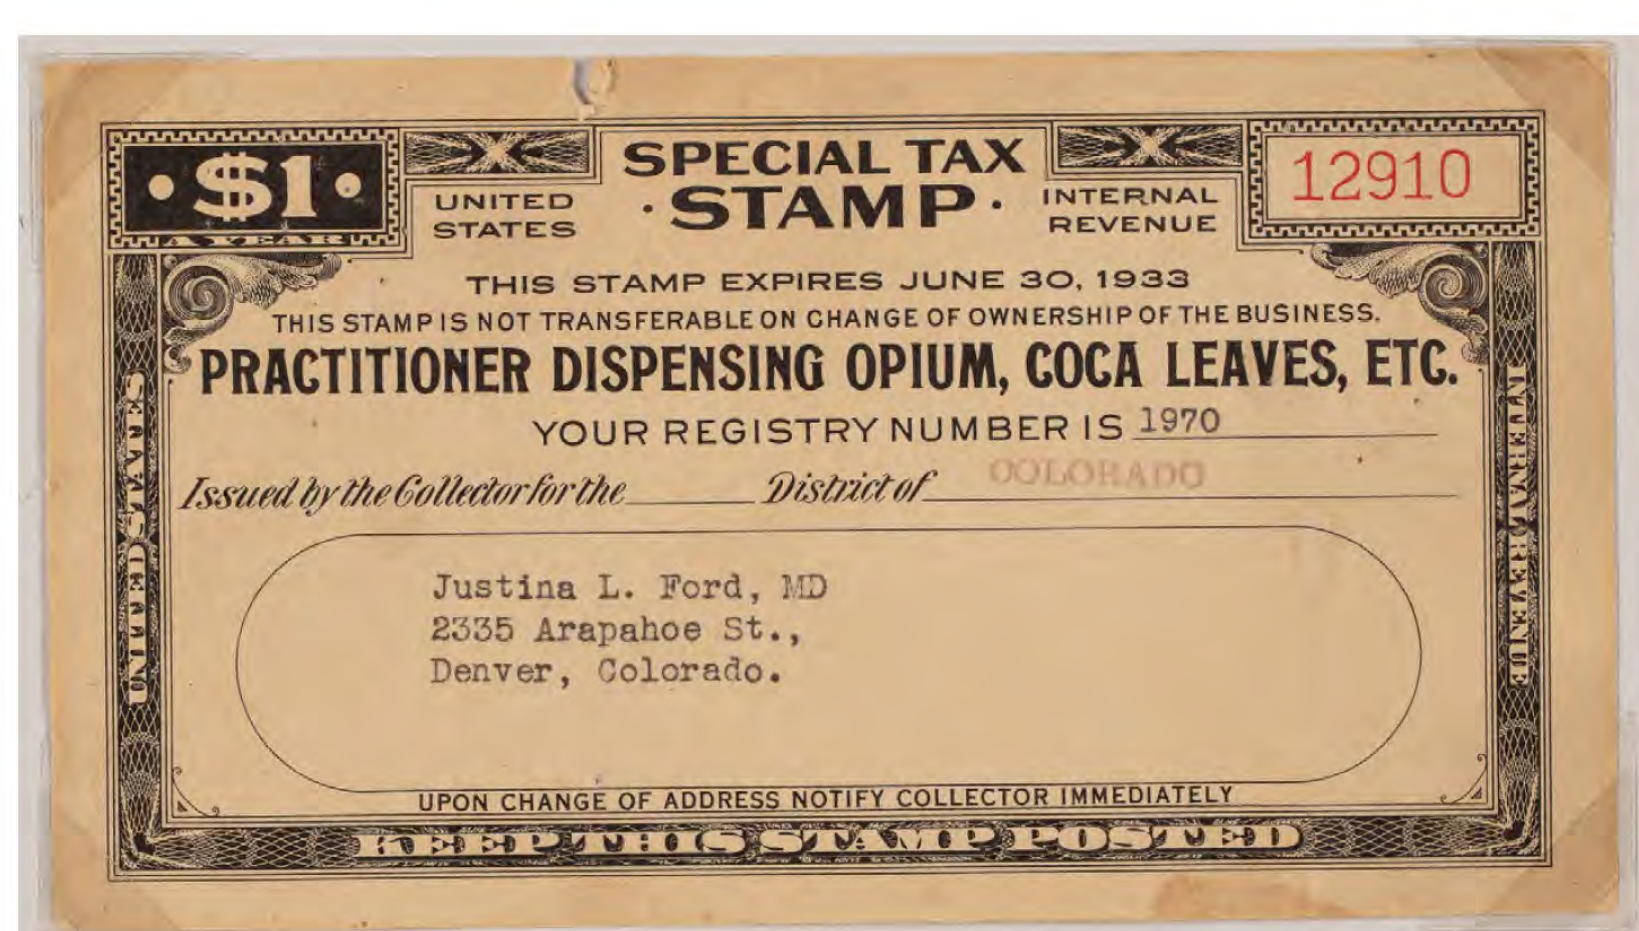 · $1 ·
A YEAR
UNITED
STATES
SPECIAL TAX
· STAMP ·
INTERNAL
REVENUE
12910
THIS STAMP EXPIRES JUNE 30, 1933
THIS STAMP IS NOT TRANSFERABLE ON CHANGE OF OWNERSHIP OF THE BUSINESS.
PRACTITIONER DISPENSING OPIUM, COCA LEAVES, ETC.
YOUR REGISTRY NUMBER IS 1970
Issued by the Collector for the District of COLORADO
UNITED STATES
INTERNAL REVENUE
Justina L. Ford, MD
2335 Arapahoe St.,
Denver, Colorado.
UPON CHANGE OF ADDRESS NOTIFY COLLECTOR IMMEDIATELY
KEEP THIS STAMP POSTED